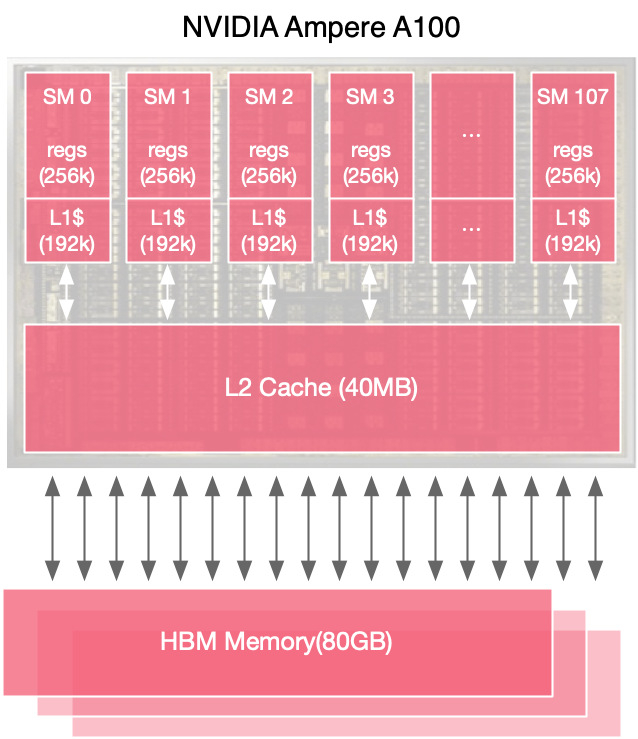 NVIDIA Ampere A100
SM 0
SM 1
SM 2
SM 3
...
SM 107
regs
(256k)
regs
(256k)
regs
(256k)
regs
(256k)
regs
(256k)
L1$
(192k)
L1$
(192k)
L1$
(192k)
L1$
(192k)
...
L1$
(192k)
L2 Cache (40MB)
HBM Memory(80GB)